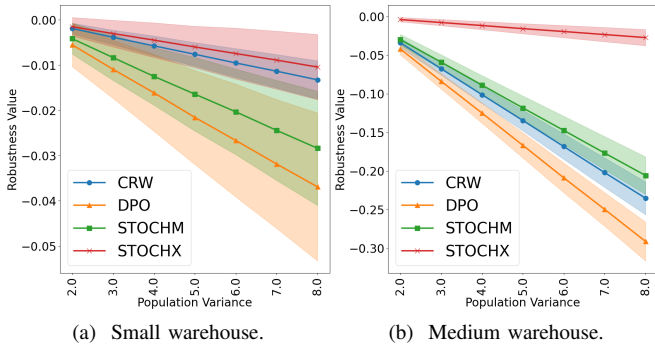 0.00
−0.01
−0.02
−0.03
−0.04
−0.05
Robustness Value
CRW
DPO
STOCHM
STOCHX
2.0 3.0 4.0 5.0 6.0 7.0 8.0
Population Variance
(a) Small warehouse.
0.00
−0.05
−0.10
−0.15
−0.20
−0.25
−0.30
Robustness Value
CRW
DPO
STOCHM
STOCHX
2.0 3.0 4.0 5.0 6.0 7.0 8.0
Population Variance
(b) Medium warehouse.